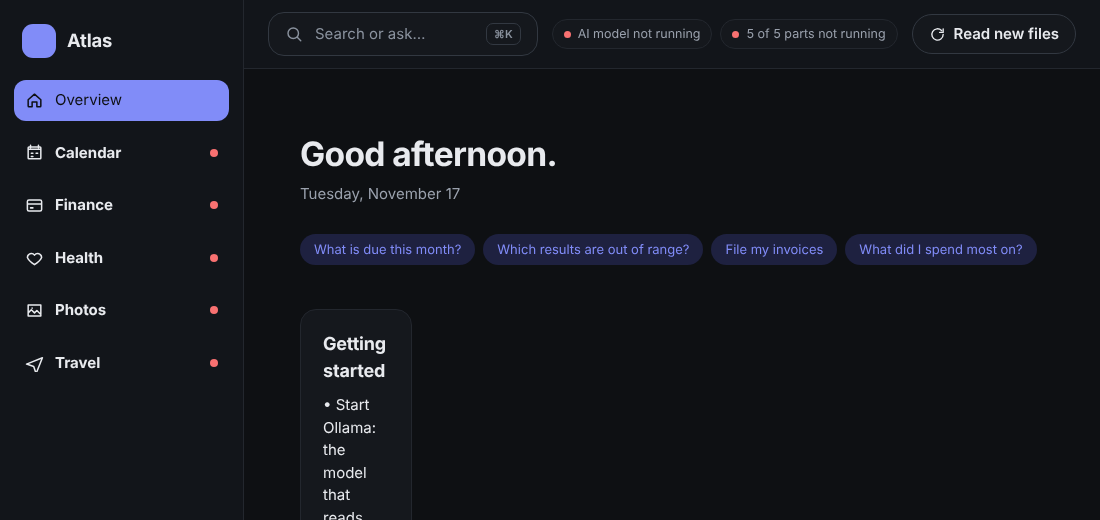 Atlas
Search or ask...
⌘K
AI model not running
5 of 5 parts not running
Read new files
Overview
Calendar
Finance
Health
Photos
Travel
Good afternoon.
Tuesday, November 17
What is due this month?
Which results are out of range?
File my invoices
What did I spend most on?
Getting
started
• Start
Ollama:
the
model
that
reads